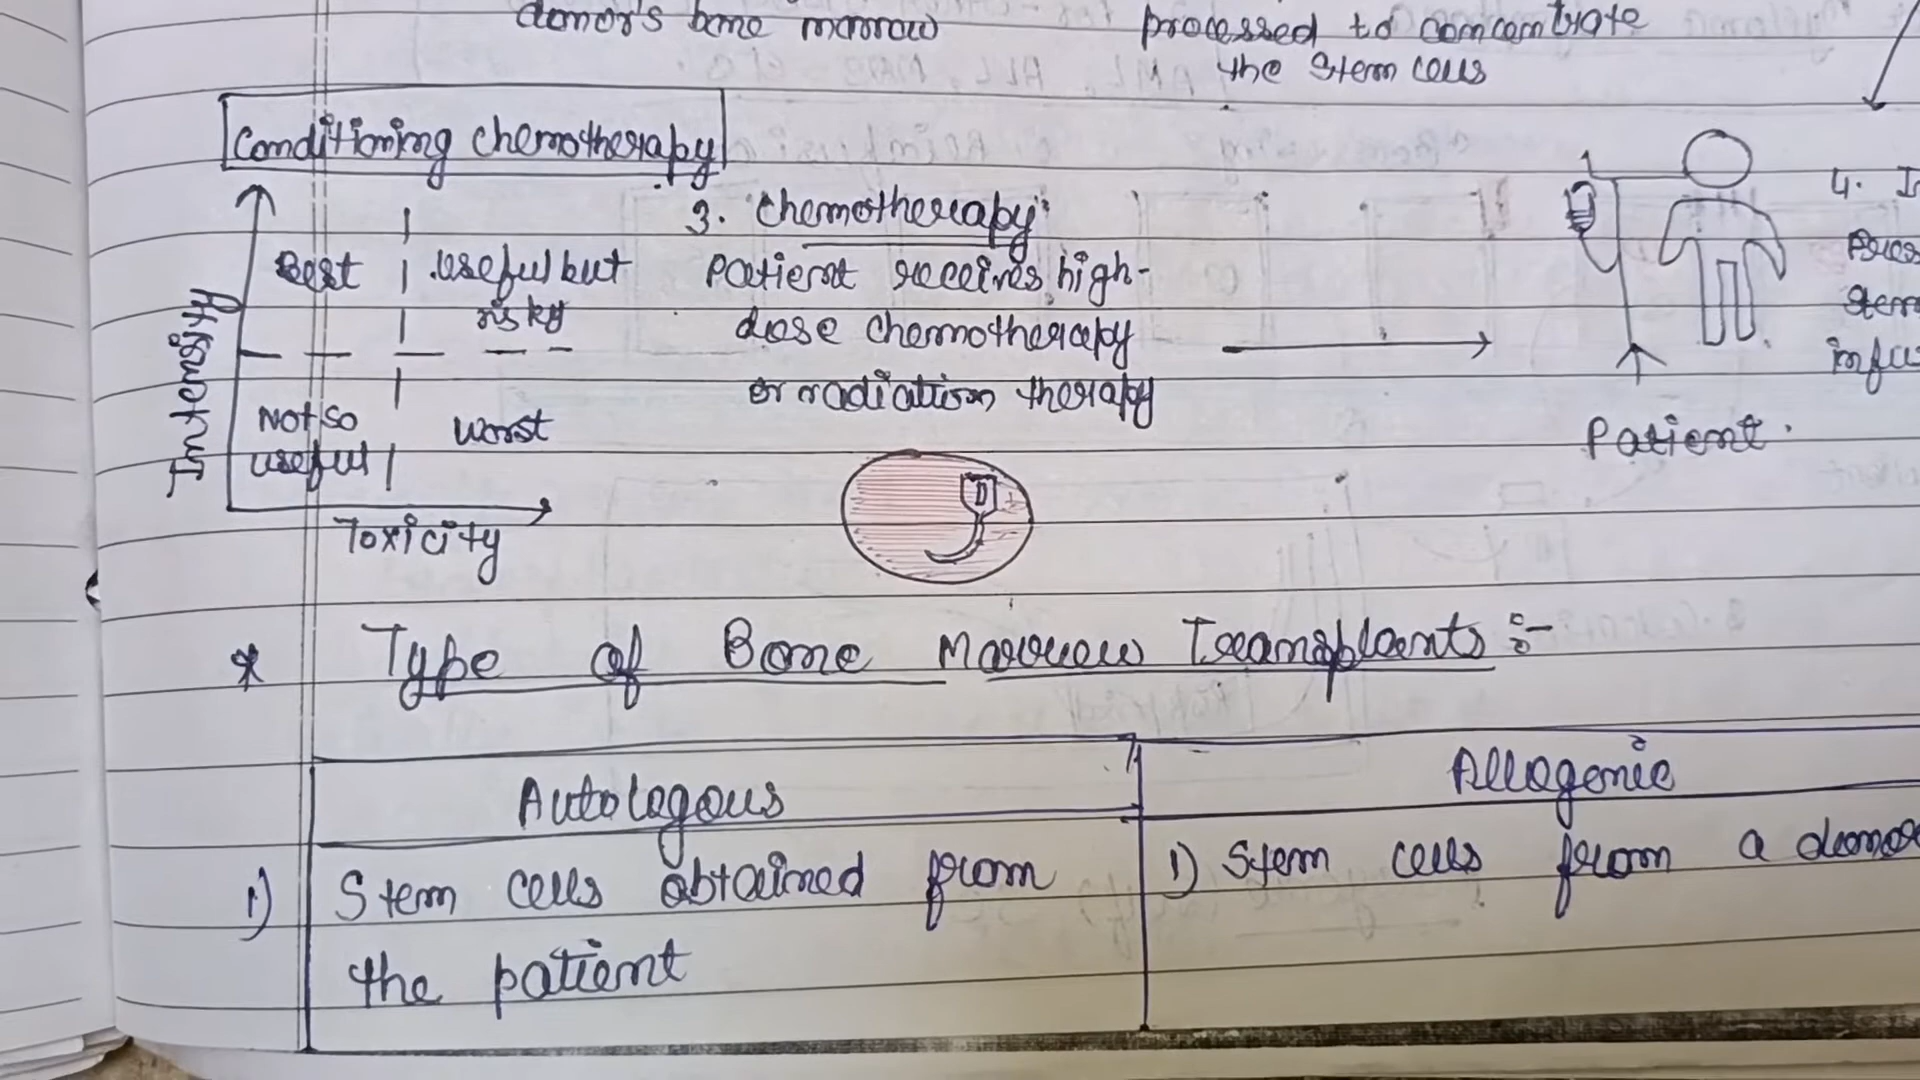 donor's bone marrow
processed to concentrate
the stem cells
Conditioning chemotherapy
Best
useful but
risky
Not so
useful
worst
Intensity
Toxicity
3. Chemotherapy
Patient receives high-
dose chemotherapy
or radiation therapy
D
Patient.
4. I
infu
* Type of Bone Marrow Transplants :-
Autologous
1) Stem cells obtained from
the patient
Allogenic
1) Stem cells from a donor